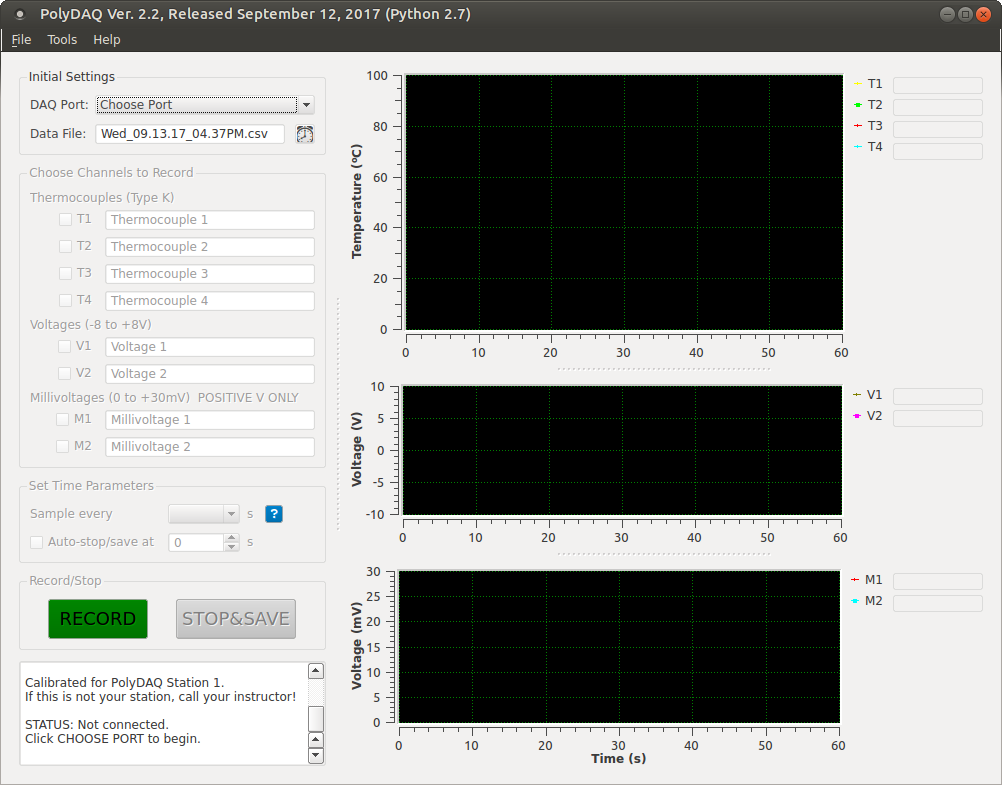 PolyDAQ Ver. 2.2, Released September 12, 2017 (Python 2.7)
File Tools Help
Initial Settings
DAQ Port: Choose Port
Data File: Wed_09.13.17_04.37PM.csv
Choose Channels to Record
Thermocouples (Type K)
T1 Thermocouple 1
T2 Thermocouple 2
T3 Thermocouple 3
T4 Thermocouple 4
Voltages (-8 to +8V)
V1 Voltage 1
V2 Voltage 2
Millivoltages (0 to +30mV) POSITIVE V ONLY
M1 Millivoltage 1
M2 Millivoltage 2
Set Time Parameters
Sample every s ?
Auto-stop/save at 0 s
Record/Stop
RECORD STOP&SAVE
Calibrated for PolyDAQ Station 1.
If this is not your station, call your instructor!
STATUS: Not connected.
Click CHOOSE PORT to begin.
Temperature (ºC)
100
80
60
40
20
0
0 10 20 30 40 50 60
T1
T2
T3
T4
Voltage (V)
10
5
0
-5
-10
0 10 20 30 40 50 60
V1
V2
Voltage (mV)
30
25
20
15
10
5
0
0 10 20 30 40 50 60
Time (s)
M1
M2